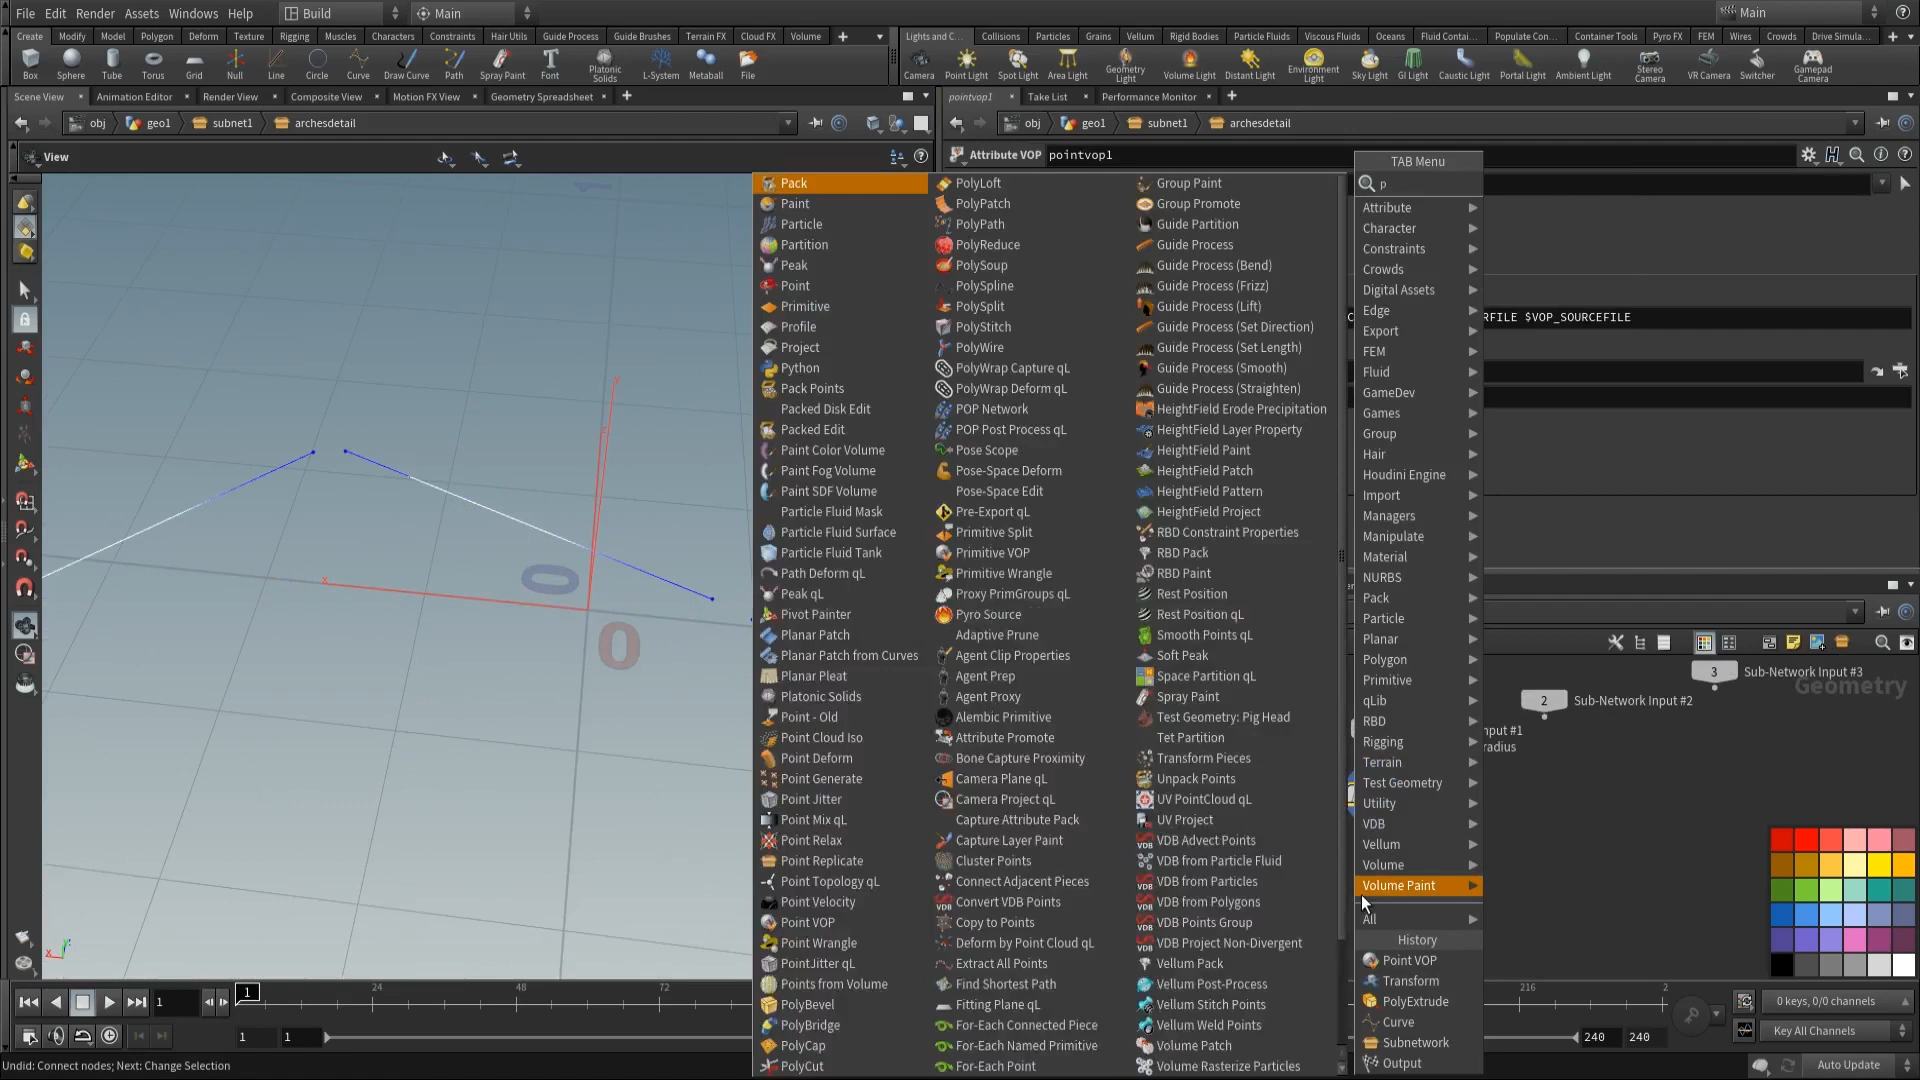 File Edit Render Assets Windows Help Build Main Main
Create Modify Model Polygon Deform Texture Rigging Muscles Characters Constraints Hair Utils Guide Process Guide Brushes Terrain FX Cloud FX Volume
Lights and C... Collisions Particles Grains Vellum Rigid Bodies Particle Fluids Viscous Fluids Oceans Fluid Contai... Populate Con... Container Tools Pyro FX FEM Wires Crowds Drive Simula...
Box Sphere Tube Torus Grid Null Line Circle Curve Draw Curve Path Spray Paint Font Platonic Solids L-System Metaball File
Camera Point Light Spot Light Area Light Geometry Light Volume Light Distant Light Environment Light Sky Light GI Light Caustic Light Portal Light Ambient Light Stereo Camera VR Camera Switcher Gamepad Camera
Scene View Animation Editor Render View Composite View Motion FX View Geometry Spreadsheet
pointvop1 Take List Performance Monitor
obj geo1 subnet1 archesdetail
obj geo1 subnet1 archesdetail
View
Attribute VOP pointvop1
TAB Menu
p
Pack
Paint
Particle
Partition
Peak
Point
Primitive
Profile
Project
Python
Pack Points
Packed Disk Edit
Packed Edit
Paint Color Volume
Paint Fog Volume
Paint SDF Volume
Particle Fluid Mask
Particle Fluid Surface
Particle Fluid Tank
Path Deform qL
Peak qL
Pivot Painter
Planar Patch
Planar Patch from Curves
Planar Pleat
Platonic Solids
Point - Old
Point Cloud Iso
Point Deform
Point Generate
Point Jitter
Point Mix qL
Point Relax
Point Replicate
Point Topology qL
Point Velocity
Point VOP
Point Wrangle
PointJitter qL
Points from Volume
PolyBevel
PolyBridge
PolyCap
PolyCut
PolyLoft
PolyPatch
PolyPath
PolyReduce
PolySoup
PolySpline
PolySplit
PolyStitch
PolyWire
PolyWrap Capture qL
PolyWrap Deform qL
POP Network
POP Post Process qL
Pose Scope
Pose-Space Deform
Pose-Space Edit
Pre-Export qL
Primitive Split
Primitive VOP
Primitive Wrangle
Proxy PrimGroups qL
Pyro Source
Adaptive Prune
Agent Clip Properties
Agent Prep
Agent Proxy
Alembic Primitive
Attribute Promote
Bone Capture Proximity
Camera Plane qL
Camera Project qL
Capture Attribute Pack
Capture Layer Paint
Cluster Points
Connect Adjacent Pieces
Convert VDB Points
Copy to Points
Deform by Point Cloud qL
Extract All Points
Find Shortest Path
Fitting Plane qL
For-Each Connected Piece
For-Each Named Primitive
For-Each Point
Group Paint
Group Promote
Guide Partition
Guide Process
Guide Process (Bend)
Guide Process (Frizz)
Guide Process (Lift)
Guide Process (Set Direction)
Guide Process (Set Length)
Guide Process (Smooth)
Guide Process (Straighten)
HeightField Erode Precipitation
HeightField Layer Property
HeightField Paint
HeightField Patch
HeightField Pattern
HeightField Project
RBD Constraint Properties
RBD Pack
RBD Paint
Rest Position
Rest Position qL
Smooth Points qL
Soft Peak
Space Partition qL
Spray Paint
Test Geometry: Pig Head
Tet Partition
Transform Pieces
Unpack Points
UV PointCloud qL
UV Project
VDB Advect Points
VDB from Particle Fluid
VDB from Particles
VDB from Polygons
VDB Points Group
VDB Project Non-Divergent
Vellum Pack
Vellum Post-Process
Vellum Stitch Points
Vellum Weld Points
Volume Patch
Volume Rasterize Particles
Attribute
Character
Constraints
Crowds
Digital Assets
Edge
Export
FEM
Fluid
GameDev
Games
Group
Hair
Houdini Engine
Import
Managers
Manipulate
Material
NURBS
Pack
Particle
Planar
Polygon
Primitive
qLib
RBD
Rigging
Terrain
Test Geometry
Utility
VDB
Vellum
Volume
Volume Paint
All
History
Point VOP
Transform
PolyExtrude
Curve
Subnetwork
Output
RFILE $VOP_SOURCEFILE
3 Sub-Network Input #3
Geometry
2 Sub-Network Input #2
nput #1
radius
x
z
y
0
0
1 1 24 48 72 216 2
0 keys, 0/0 channels
1 1 240 240 Key All Channels
Undid: Connect nodes; Next: Change Selection Auto Update